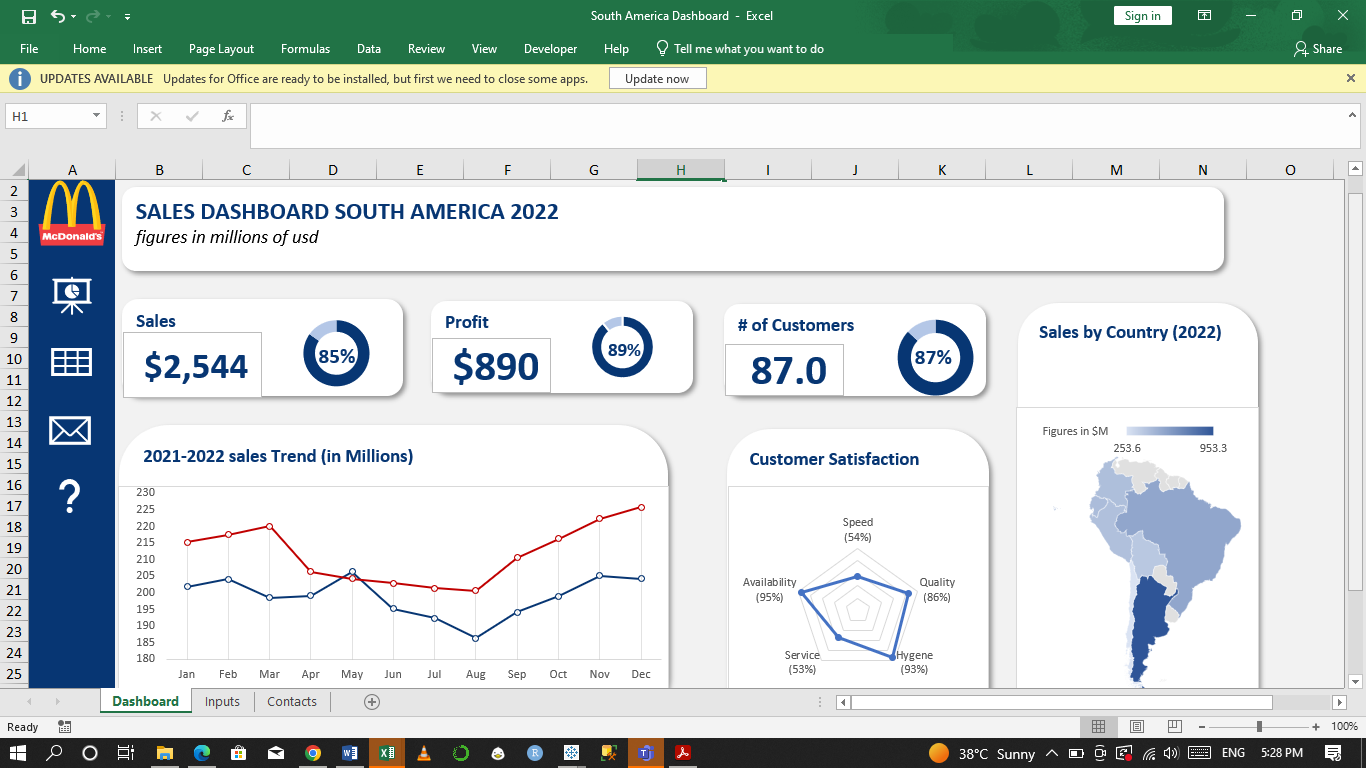 South America Dashboard - Excel
Sign in
File Home Insert Page Layout Formulas Data Review View Developer Help Tell me what you want to do Share
UPDATES AVAILABLE Updates for Office are ready to be installed, but first we need to close some apps. Update now
H1 fx
A B C D E F G H I J K L M N O
2
3
4
5
6
7
8
9
10
11
12
13
14
15
16
17
18
19
20
21
22
23
24
25
McDonald's
?
SALES DASHBOARD SOUTH AMERICA 2022
figures in millions of usd
Sales
$2,544
85%
Profit
$890
89%
# of Customers
87.0
87%
Sales by Country (2022)
Figures in $M
253.6 953.3
2021-2022 sales Trend (in Millions)
230
225
220
215
210
205
200
195
190
185
180
Jan Feb Mar Apr May Jun Jul Aug Sep Oct Nov Dec
Customer Satisfaction
Speed
(54%)
Quality
(86%)
Hygene
(93%)
Service
(53%)
Availability
(95%)
Dashboard Inputs Contacts
Ready
100%
38°C Sunny ENG 5:28 PM